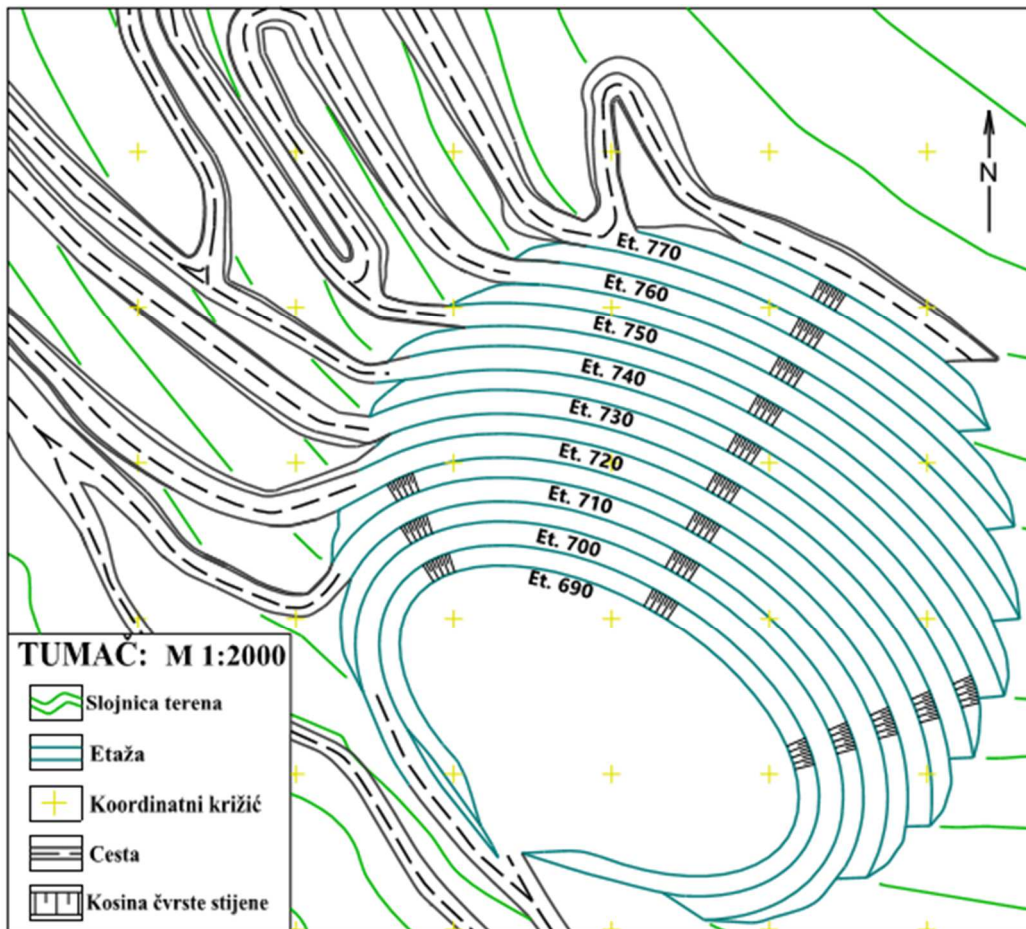 N
Et. 770
Et. 760
Et. 750
Et. 740
Et. 730
Et. 720
Et. 710
Et. 700
Et. 690
TUMAČ: M 1:2000
Slojnica terena
Etaža
Koordinatni križić
Cesta
Kosina čvrste stijene